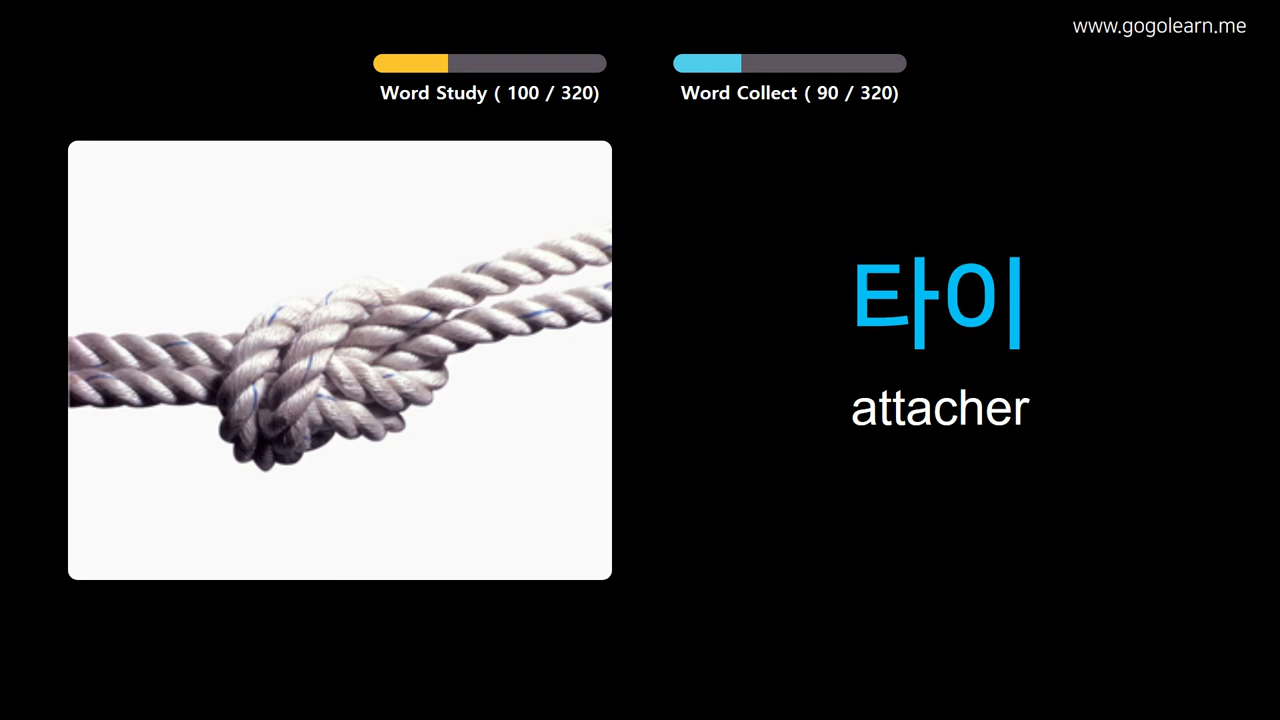 www.gogolearn.me
Word Study ( 100 / 320)
Word Collect ( 90 / 320)
타이
attacher